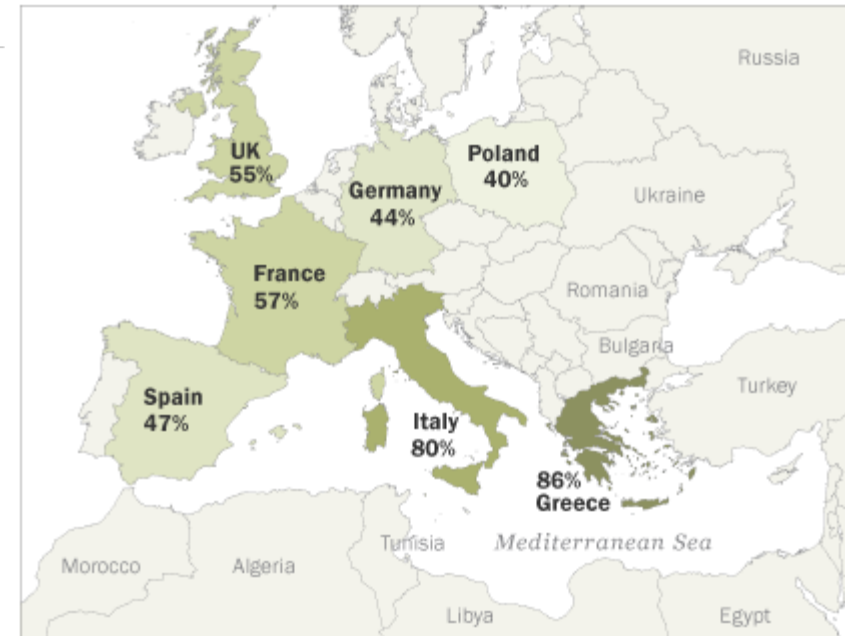 Russia
UK
55%
Poland
40%
Germany
44%
Ukraine
France
57%
Romania
Bulgaria
Spain
47%
Turkey
Italy
80%
86%
Greece
Tunisia
Mediterranean Sea
Morocco
Algeria
Libya
Egypt